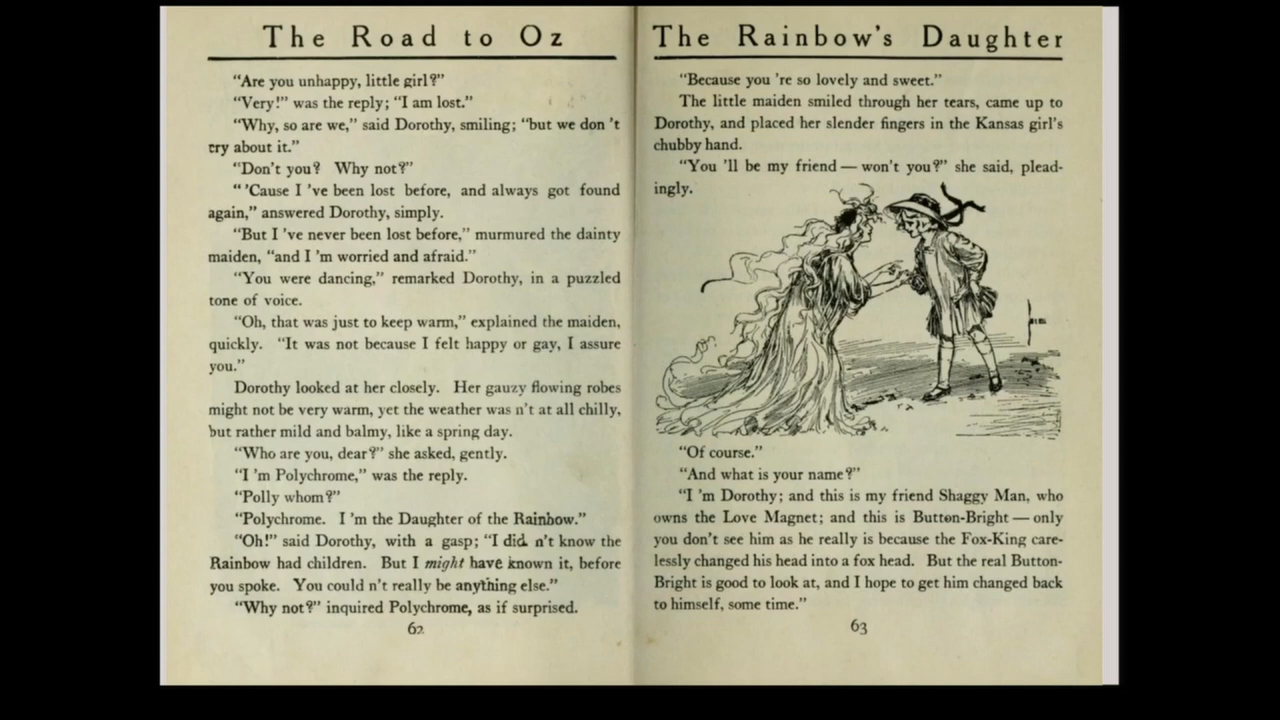 The Road to Oz
“Are you unhappy, little girl?”
“Very!” was the reply; “I am lost.”
“Why, so are we,” said Dorothy, smiling; “but we don 't
cry about it.”
“Don't you? Why not?”
“ 'Cause I 've been lost before, and always got found
again,” answered Dorothy, simply.
“But I 've never been lost before,” murmured the dainty
maiden, “and I 'm worried and afraid.”
“You were dancing,” remarked Dorothy, in a puzzled
tone of voice.
“Oh, that was just to keep warm,” explained the maiden,
quickly. “It was not because I felt happy or gay, I assure
you.”
Dorothy looked at her closely. Her gauzy flowing robes
might not be very warm, yet the weather was n't at all chilly,
but rather mild and balmy, like a spring day.
“Who are you, dear?” she asked, gently.
“I 'm Polychrome,” was the reply.
“Polly whom?”
“Polychrome. I 'm the Daughter of the Rainbow.”
“Oh!” said Dorothy, with a gasp; “I did n't know the
Rainbow had children. But I might have known it, before
you spoke. You could n't really be anything else.”
“Why not?” inquired Polychrome, as if surprised.
62
The Rainbow's Daughter
“Because you 're so lovely and sweet.”
The little maiden smiled through her tears, came up to
Dorothy, and placed her slender fingers in the Kansas girl's
chubby hand.
“You 'll be my friend — won't you?” she said, plead-
ingly.
“Of course.”
“And what is your name?”
“I 'm Dorothy; and this is my friend Shaggy Man, who
owns the Love Magnet; and this is Button-Bright — only
you don't see him as he really is because the Fox-King care-
lessly changed his head into a fox head. But the real Button-
Bright is good to look at, and I hope to get him changed back
to himself, some time.”
63